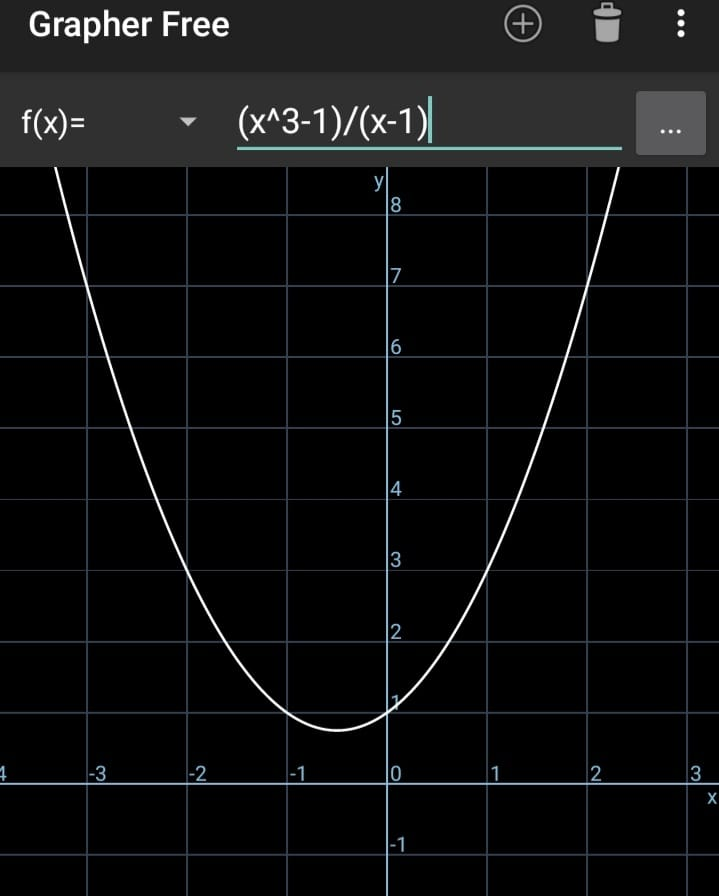 Grapher Free
f(x)= (x^3-1)/(x-1) ...
y
8
7
6
5
4
3
2
1
4 -3 -2 -1 0 1 2 3
x
-1